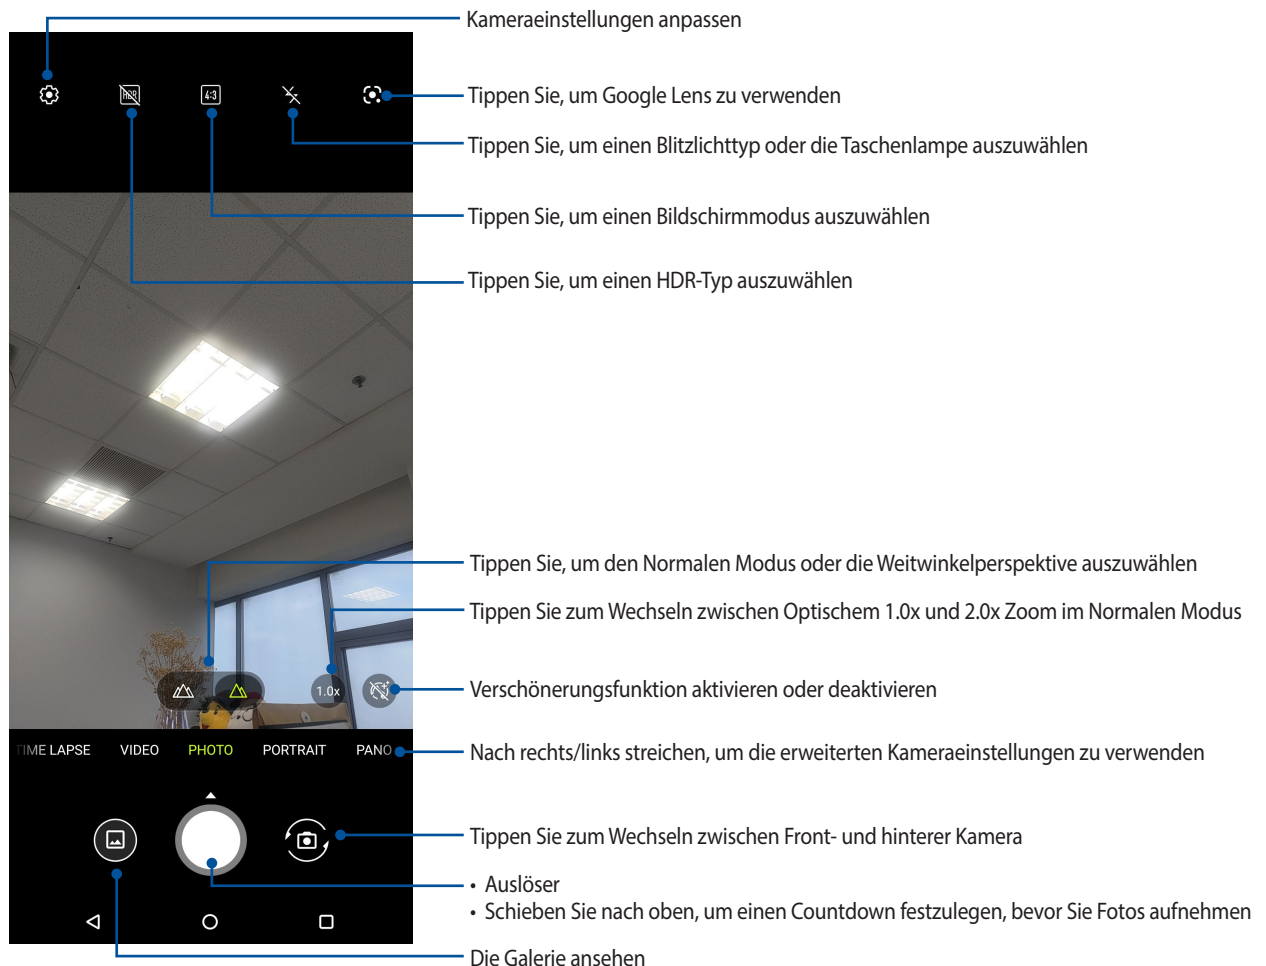 Kameraeinstellungen anpassen
HDR
4:3
Tippen Sie, um Google Lens zu verwenden
Tippen Sie, um einen Blitzlichttyp oder die Taschenlampe auszuwählen
Tippen Sie, um einen Bildschirmmodus auszuwählen
Tippen Sie, um einen HDR-Typ auszuwählen
Tippen Sie, um den Normalen Modus oder die Weitwinkelperspektive auszuwählen
Tippen Sie zum Wechseln zwischen Optischem 1.0x und 2.0x Zoom im Normalen Modus
1.0x
Verschönerungsfunktion aktivieren oder deaktivieren
TIME LAPSE VIDEO PHOTO PORTRAIT PANO
Nach rechts/links streichen, um die erweiterten Kameraeinstellungen zu verwenden
Tippen Sie zum Wechseln zwischen Front- und hinterer Kamera
• Auslöser
• Schieben Sie nach oben, um einen Countdown festzulegen, bevor Sie Fotos aufnehmen
Die Galerie ansehen